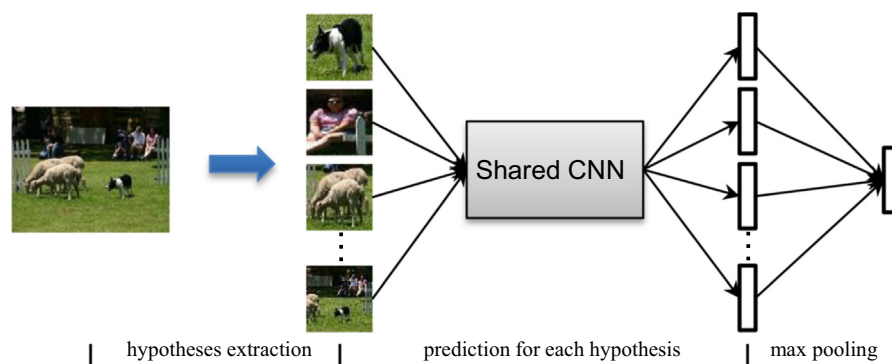 Shared CNN
hypotheses extraction
prediction for each hypothesis
max pooling